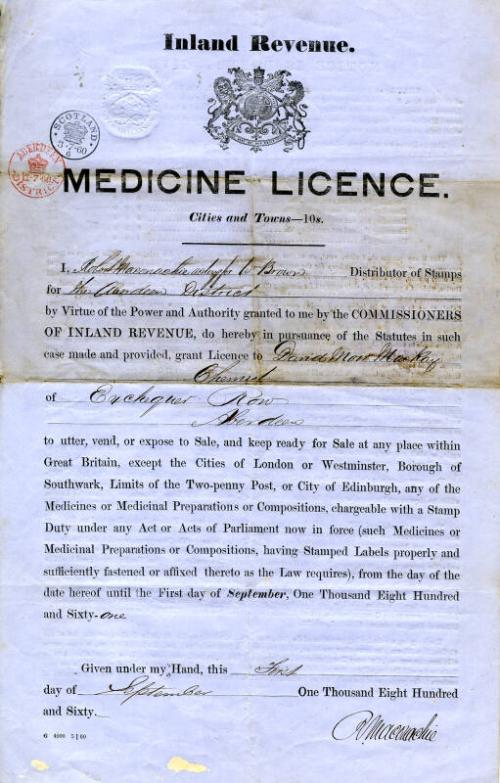 Inland Revenue.
SCOTLAND
60
ABERDEEN
DISTRICT
MEDICINE LICENCE.
Cities and Towns—10s.
I, Brown Distributor of Stamps
for the Aberdeen District
by Virtue of the Power and Authority granted to me by the COMMISSIONERS
OF INLAND REVENUE, do hereby in pursuance of the Statutes in such
case made and provided, grant Licence to David
Chemist
of Exchequer Row
Aberdeen
to utter, vend, or expose to Sale, and keep ready for Sale at any place within
Great Britain, except the Cities of London or Westminster, Borough of
Southwark, Limits of the Two-penny Post, or City of Edinburgh, any of the
Medicines or Medicinal Preparations or Compositions, chargeable with a Stamp
Duty under any Act or Acts of Parliament now in force (such Medicines or
Medicinal Preparations or Compositions, having Stamped Labels properly and
sufficiently fastened or affixed thereto as the Law requires), from the day of the
date hereof until the First day of September, One Thousand Eight Hundred
and Sixty-one
Given under my Hand, this First
day of September One Thousand Eight Hundred
and Sixty.
R. Maconachie
G 4000 5 | 60